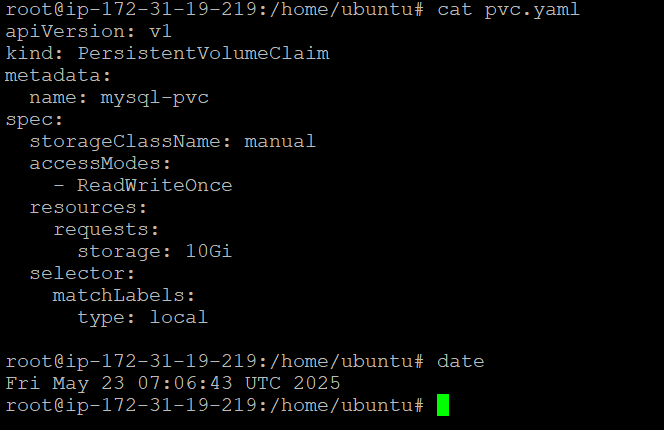 root@ip-172-31-19-219:/home/ubuntu# cat pvc.yaml
apiVersion: v1
kind: PersistentVolumeClaim
metadata:
  name: mysql-pvc
spec:
  storageClassName: manual
  accessModes:
    - ReadWriteOnce
  resources:
    requests:
      storage: 10Gi
  selector:
    matchLabels:
      type: local

root@ip-172-31-19-219:/home/ubuntu# date
Fri May 23 07:06:43 UTC 2025
root@ip-172-31-19-219:/home/ubuntu#